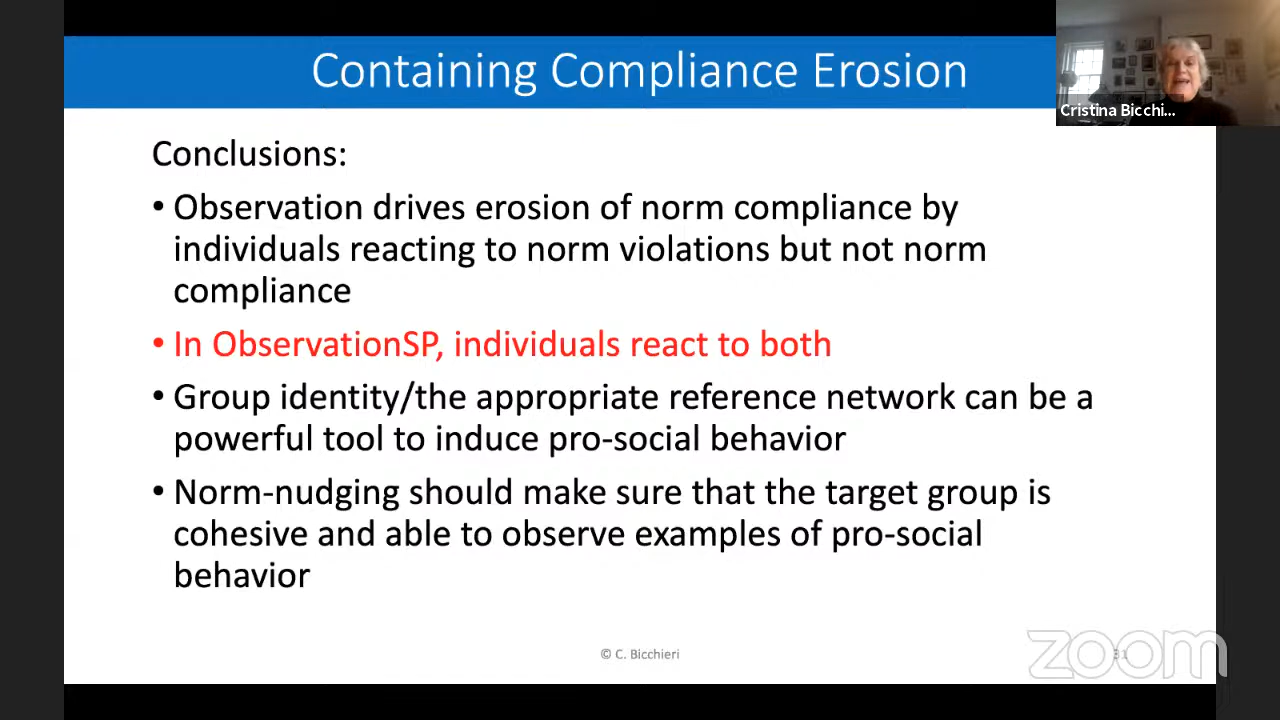 Containing Compliance Erosion
Cristina Bicchi...
Conclusions:
• Observation drives erosion of norm compliance by
individuals reacting to norm violations but not norm
compliance
• In ObservationSP, individuals react to both
• Group identity/the appropriate reference network can be a
powerful tool to induce pro-social behavior
• Norm-nudging should make sure that the target group is
cohesive and able to observe examples of pro-social
behavior
© C. Bicchieri
zoom
31